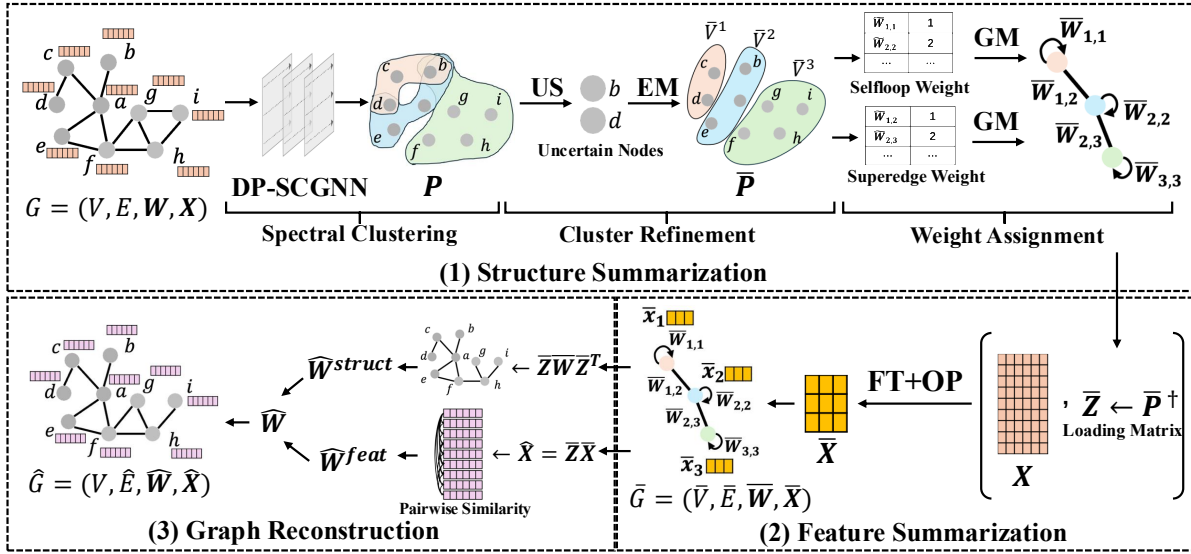 c
b
d
a
g
i
e
f
h
G = (V, E, W, X)
DP-SCGNN
c
b
d
e
g
i
f
h
P
Spectral Clustering
US
b
d
Uncertain Nodes
EM
V̄¹
V̄²
V̄³
c
b
d
e
g
i
f
h
P̄
Cluster Refinement
W̄₁,₁ 1
W̄₂,₂ 2
... ...
Selfloop Weight
W̄₁,₂ 1
W̄₂,₃ 2
... ...
Superedge Weight
GM
GM
W̄₁,₁
W̄₁,₂
W̄₂,₂
W̄₂,₃
W̄₃,₃
Weight Assignment
(1) Structure Summarization
c
b
d
a
g
i
e
f
h
Ĝ = (V, Ê, Ŵ, X̂)
Ŵ
Ŵ^struct
Ŵ^feat
c
b
d
a
g
i
e
f
h
← Z̄W̄Z̄ᵀ
← X̂ = Z̄X̄
Pairwise Similarity
(3) Graph Reconstruction
x̄₁
W̄₁,₁
x̄₂
W̄₁,₂
W̄₂,₂
W̄₂,₃
W̄₃,₃
x̄₃
Ḡ = (V̄, Ē, W̄, X̄)
X̄
FT+OP
X
, Z̄ ← P̄ †
Loading Matrix
(2) Feature Summarization